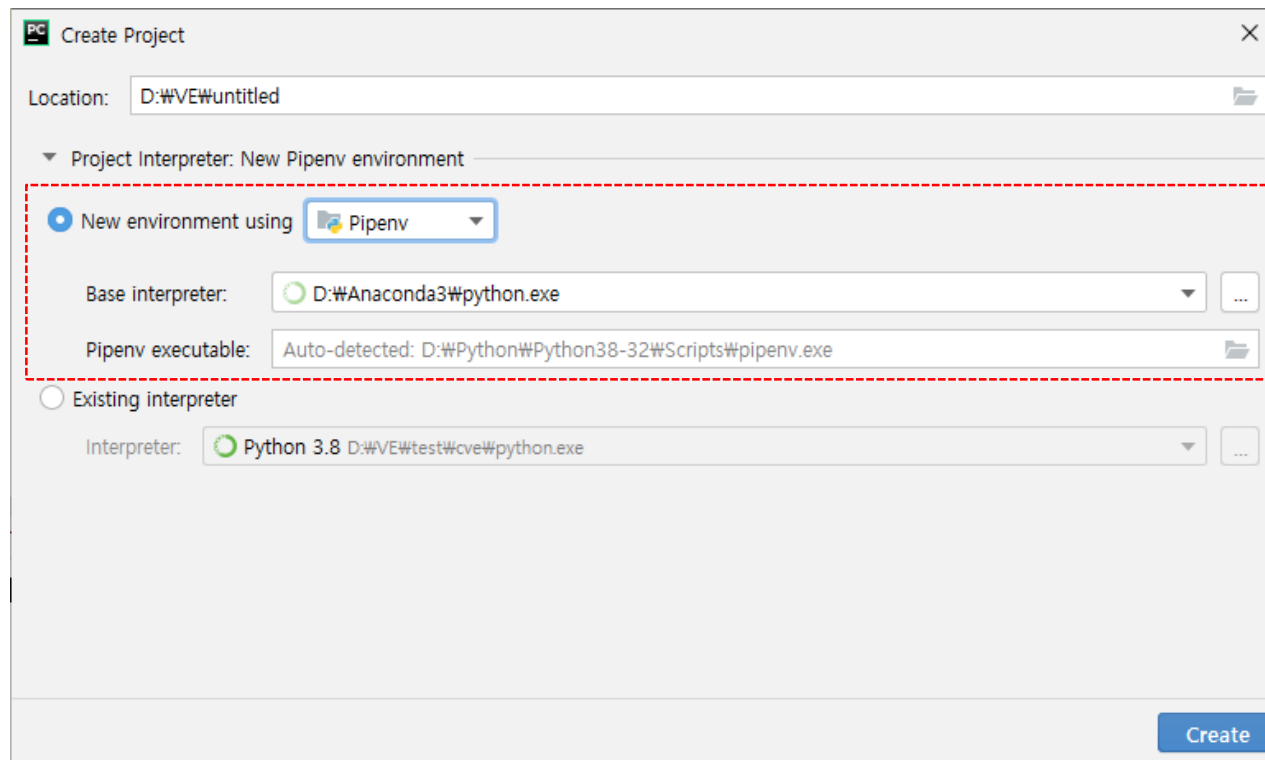 PC Create Project
Location: D:₩VE₩untitled
Project Interpreter: New Pipenv environment
New environment using Pipenv
Base interpreter: D:₩Anaconda3₩python.exe ...
Pipenv executable: Auto-detected: D:₩Python₩Python38-32₩Scripts₩pipenv.exe
Existing interpreter
Interpreter: Python 3.8 D:₩VE₩test₩cve₩python.exe ...
Create